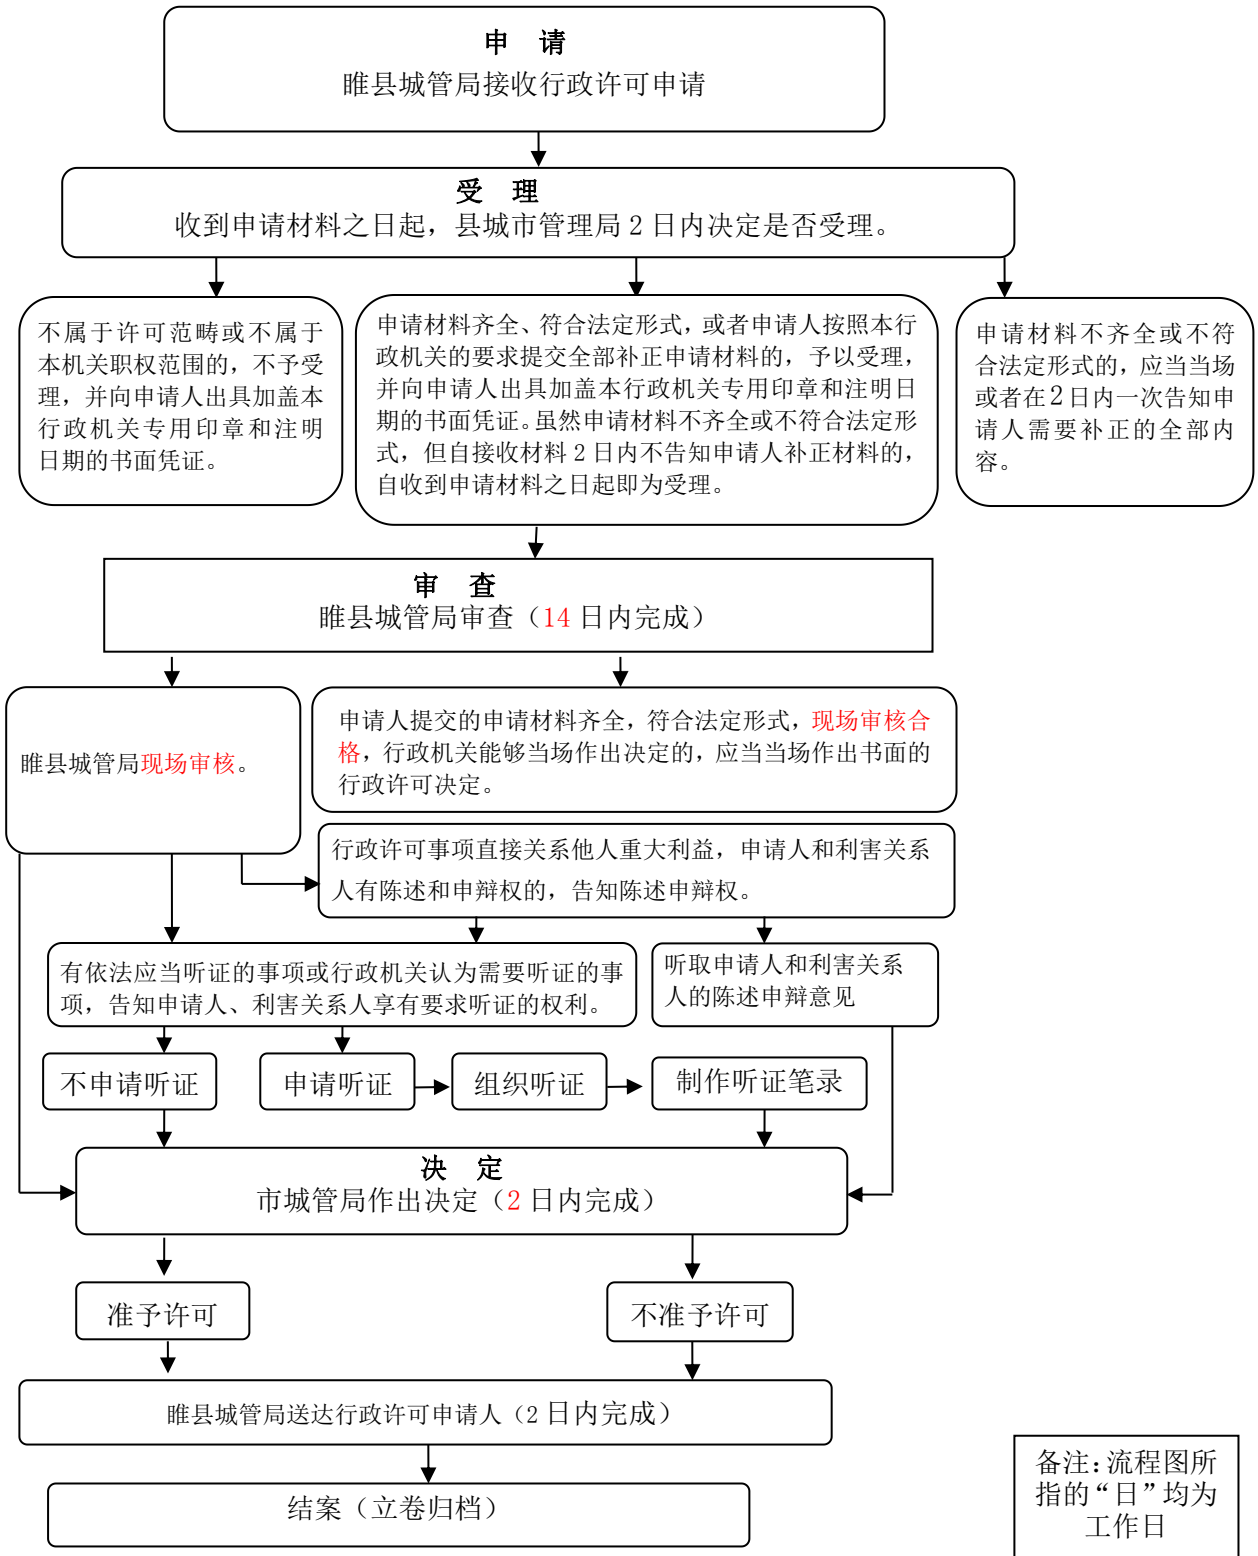 申 请
睢县城管局接收行政许可申请
受 理
收到申请材料之日起，县城市管理局 2 日内决定是否受理。
不属于许可范畴或不属于
本机关职权范围的，不予受
理，并向申请人出具加盖本
行政机关专用印章和注明
日期的书面凭证。
申请材料齐全、符合法定形式，或者申请人按照本行
政机关的要求提交全部补正申请材料的，予以受理，
并向申请人出具加盖本行政机关专用印章和注明日
期的书面凭证。虽然申请材料不齐全或不符合法定形
式，但自接收材料 2 日内不告知申请人补正材料的，
自收到申请材料之日起即为受理。
申请材料不齐全或不符
合法定形式的，应当当场
或者在2日内一次告知申
请人需要补正的全部内
容。
审 查
睢县城管局审查（14 日内完成）
睢县城管局现场审核。
申请人提交的申请材料齐全，符合法定形式，现场审核合
格，行政机关能够当场作出决定的，应当当场作出书面的
行政许可决定。
行政许可事项直接关系他人重大利益，申请人和利害关系
人有陈述和申辩权的，告知陈述申辩权。
有依法应当听证的事项或行政机关认为需要听证的事
项，告知申请人、利害关系人享有要求听证的权利。
听取申请人和利害关系
人的陈述申辩意见
不申请听证
申请听证
组织听证
制作听证笔录
决 定
市城管局作出决定（2 日内完成）
准予许可
不准予许可
睢县城管局送达行政许可申请人（2 日内完成）
结案（立卷归档）
备注：流程图所
指的“日”均为
工作日